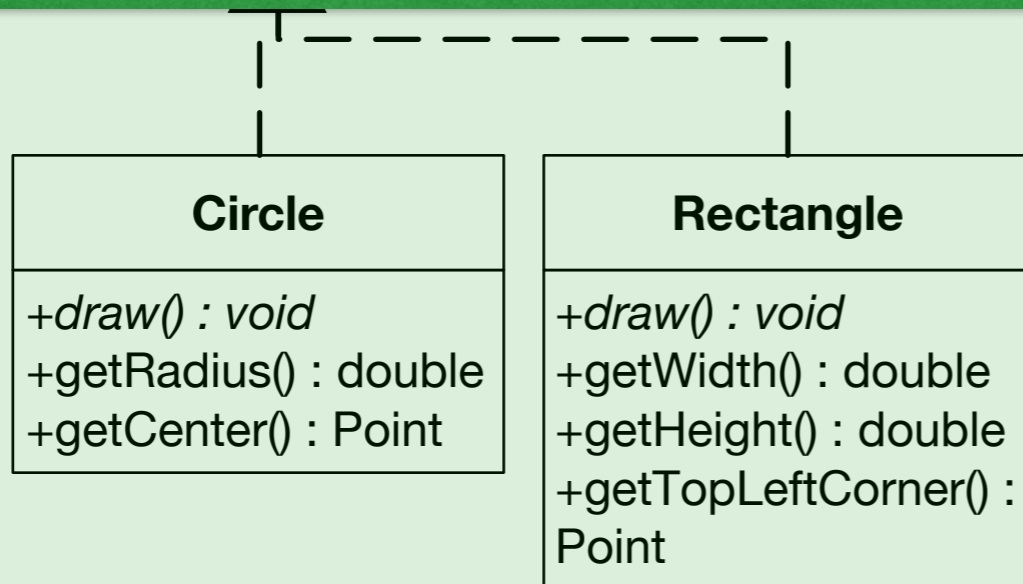 Circle
+draw() : void
+getRadius() : double
+getCenter() : Point
Rectangle
+draw() : void
+getWidth() : double
+getHeight() : double
+getTopLeftCorner() :
Point